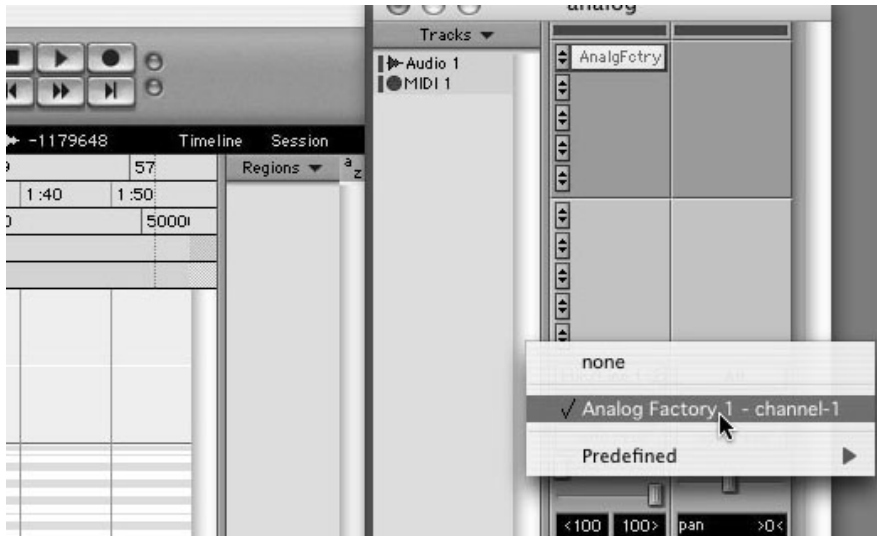 analog
Tracks
Audio 1
MIDI 1
AnalgFctry
-1179648
Timeline
Session
57
Regions
a z
1:40
1:50
none
Analog Factory 1 - channel-1
Predefined
<100
100>
pan
>0<